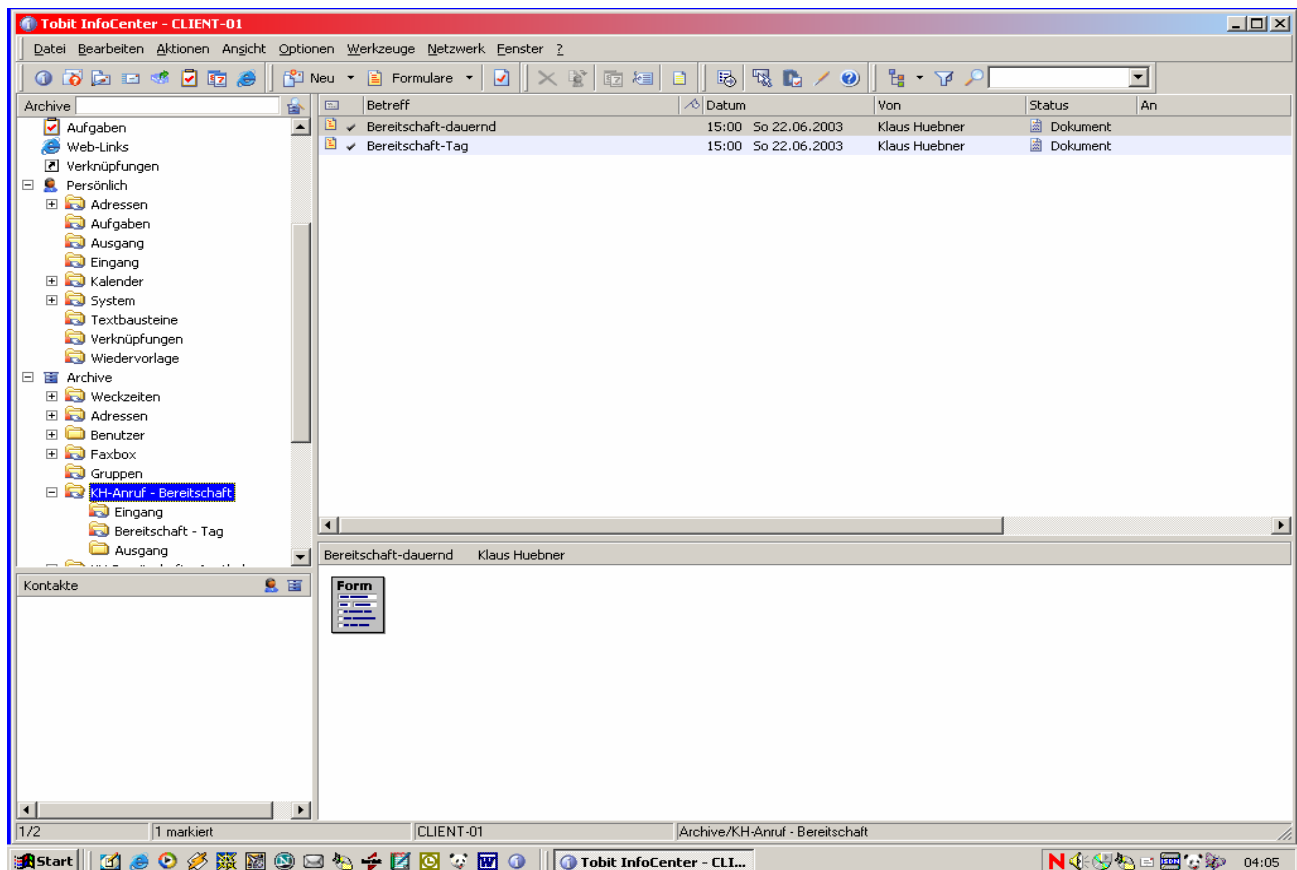 Tobit InfoCenter - CLIENT-01
Datei Bearbeiten Aktionen Ansicht Optionen Werkzeuge Netzwerk Fenster ?
Neu Formulare
Archive
Aufgaben
Web-Links
Verknüpfungen
Persönlich
Adressen
Aufgaben
Ausgang
Eingang
Kalender
System
Textbausteine
Verknüpfungen
Wiedervorlage
Archive
Weckzeiten
Adressen
Benutzer
Faxbox
Gruppen
KH-Anruf - Bereitschaft
Eingang
Bereitschaft - Tag
Ausgang
Betreff Datum Von Status An
Bereitschaft-dauernd 15:00 So 22.06.2003 Klaus Huebner Dokument
Bereitschaft-Tag 15:00 So 22.06.2003 Klaus Huebner Dokument
Bereitschaft-dauernd Klaus Huebner
Form
Kontakte
1/2 1 markiert CLIENT-01 Archive/KH-Anruf - Bereitschaft
Start Tobit InfoCenter - CLI... 04:05